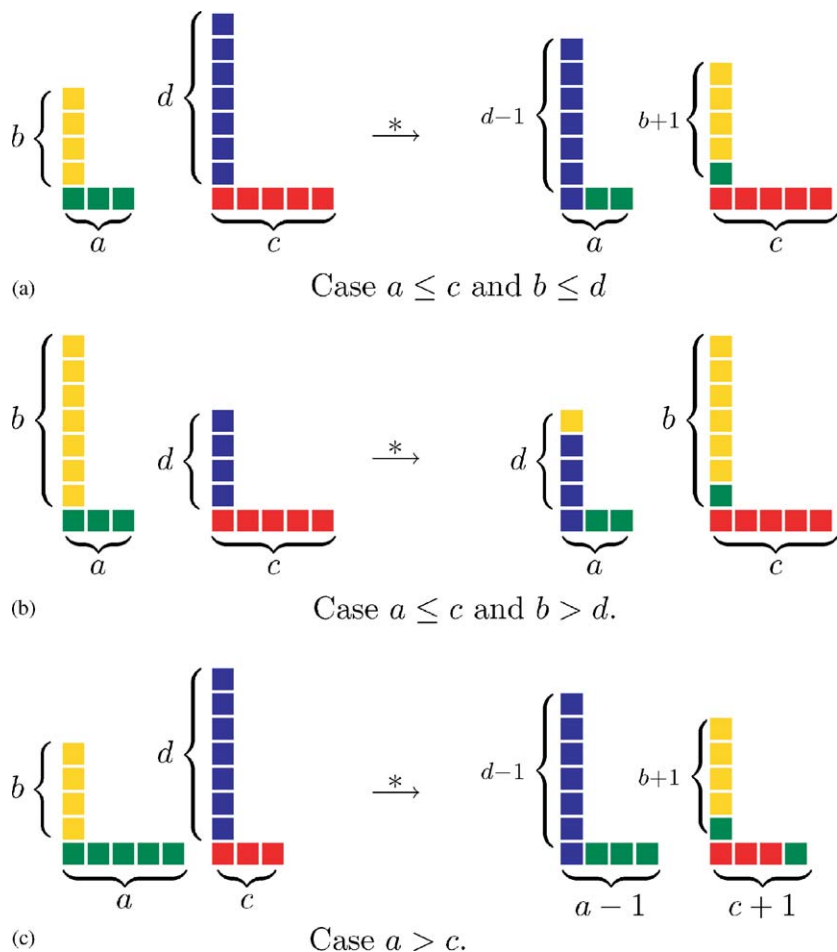 b
d
*
d−1
b+1
a
c
a
c
(a) Case a ≤ c and b ≤ d
b
d
*
d
b
a
c
a
c
(b) Case a ≤ c and b > d.
b
d
*
d−1
b+1
a
c
a − 1
c + 1
(c) Case a > c.